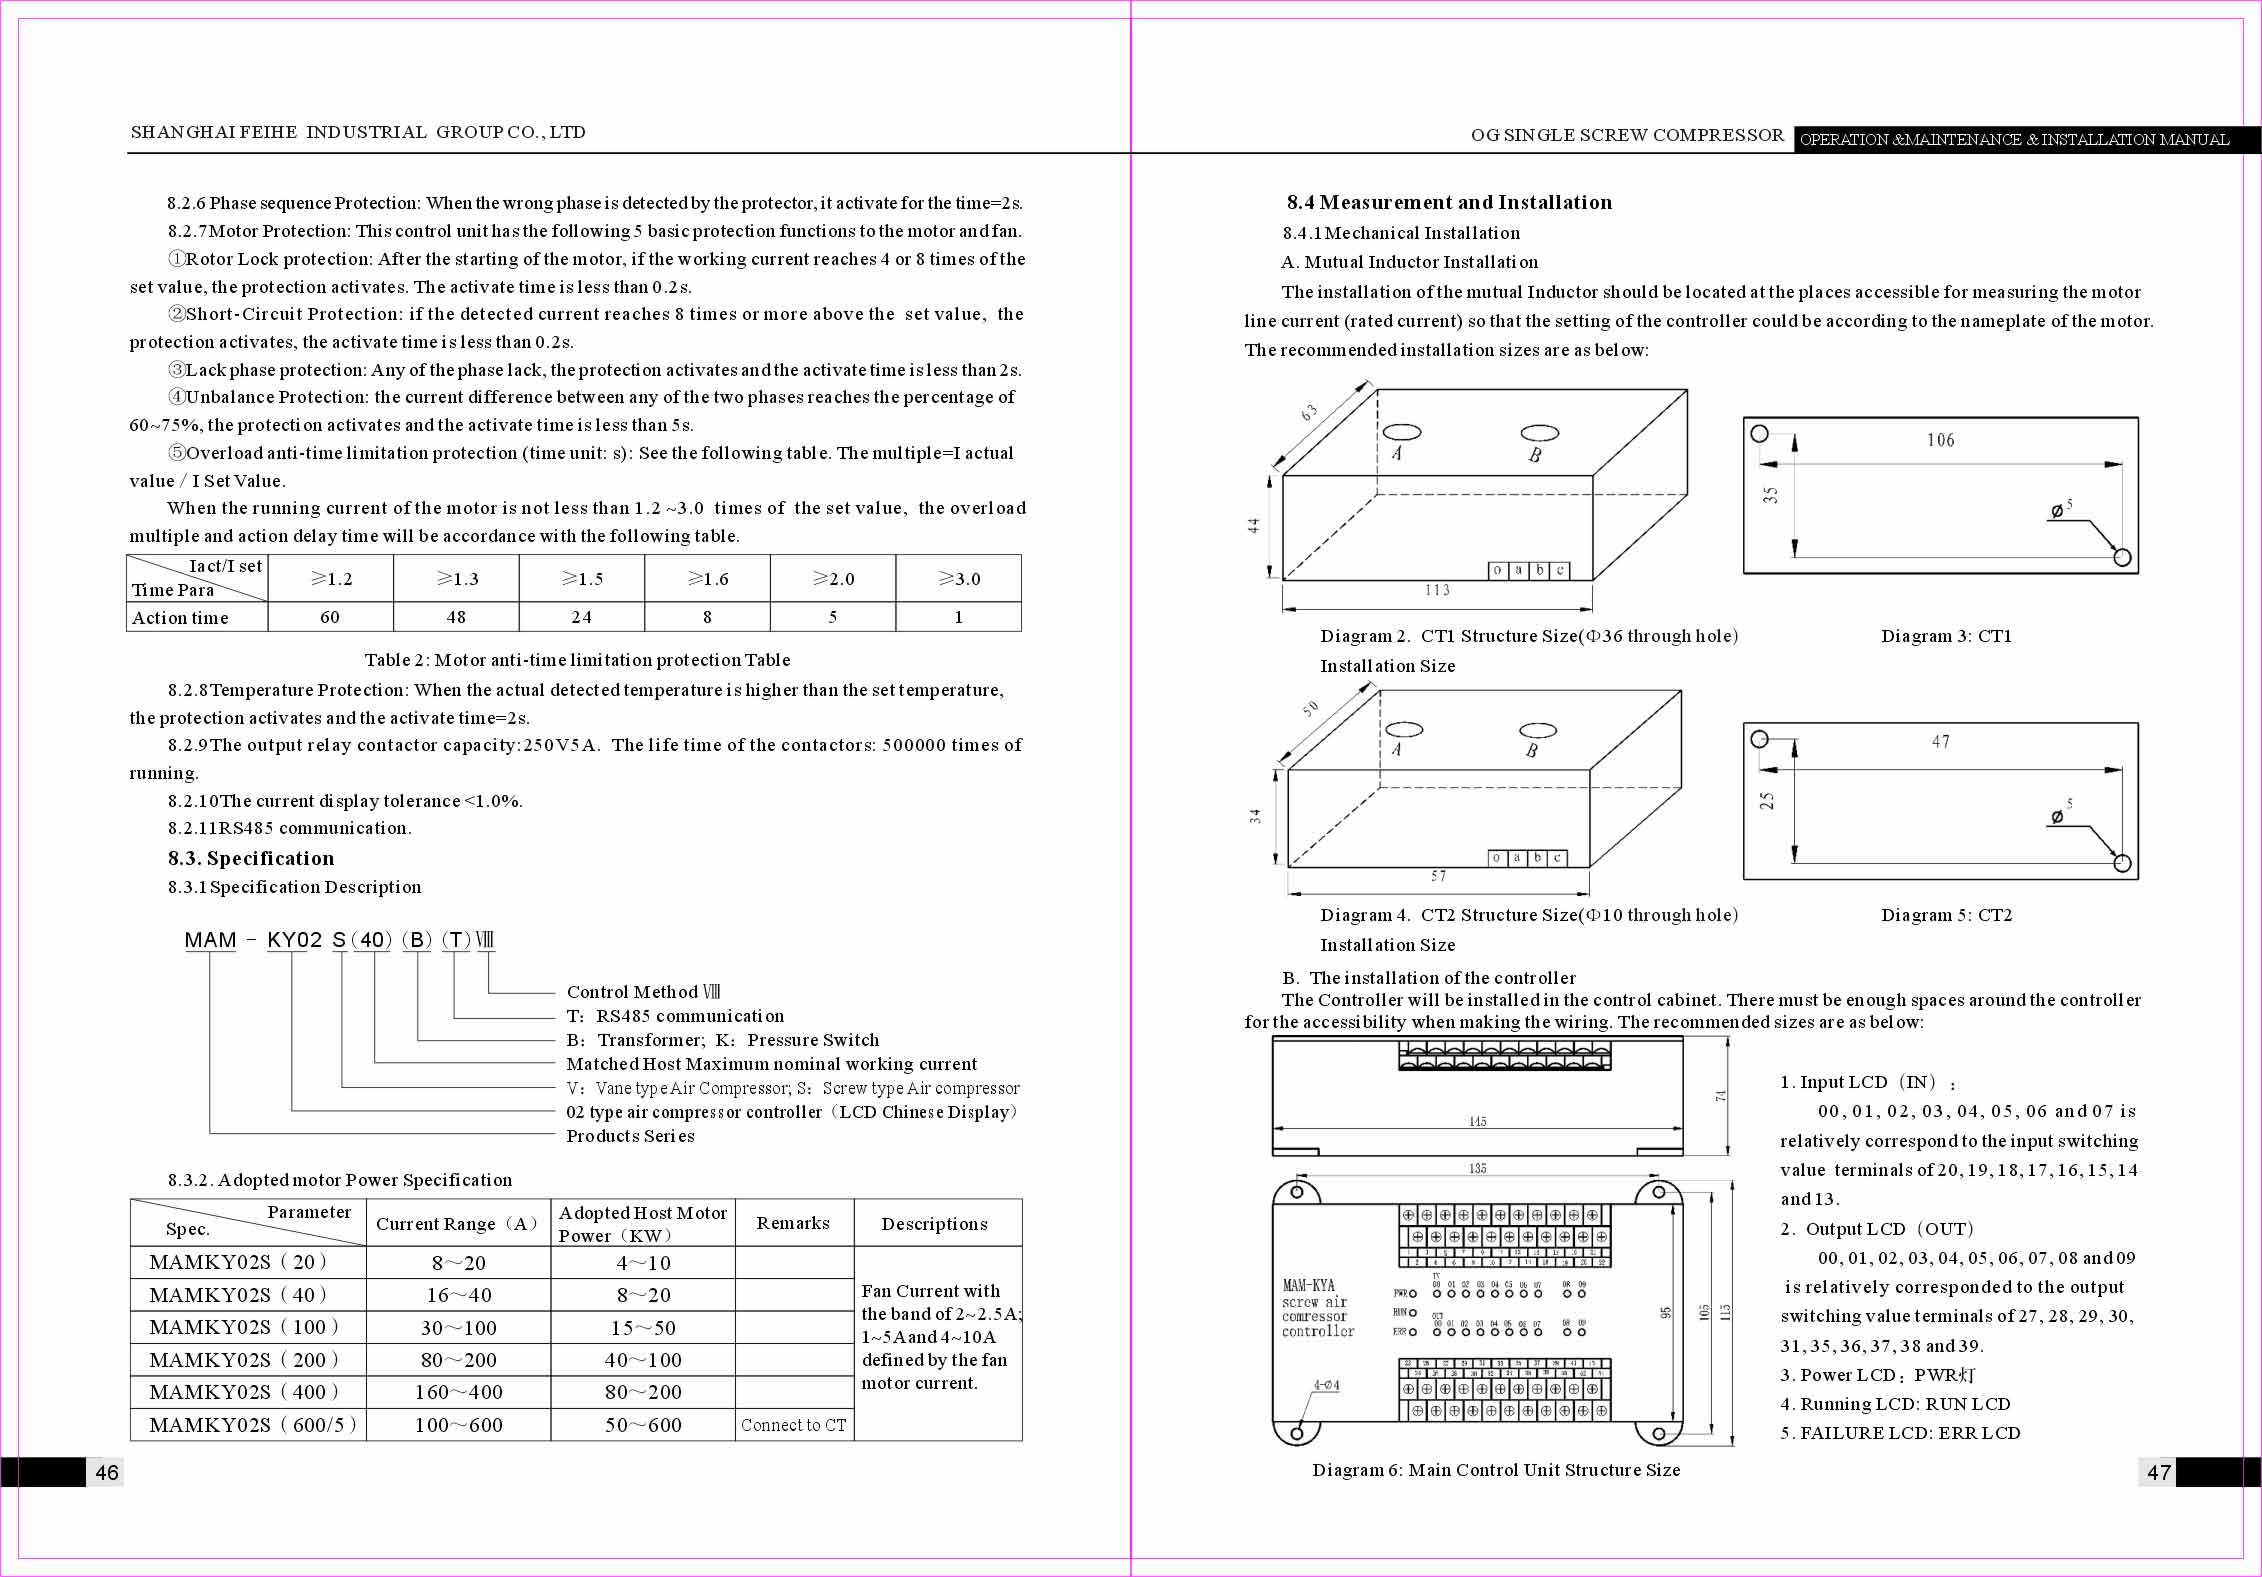 SHANGHAI FEIHE INDUSTRIAL GROUP CO., LTD
8.2.6 Phase sequence Protection: When the wrong phase is detected by the protector, it activate for the time=2s.
8.2.7Motor Protection: This control unit has the following 5 basic protection functions to the motor and fan.
①Rotor Lock protection: After the starting of the motor, if the working current reaches 4 or 8 times of the
set value, the protection activates. The activate time is less than 0.2s.
②Short-Circuit Protection: if the detected current reaches 8 times or more above the set value, the
protection activates, the activate time is less than 0.2s.
③Lack phase protection: Any of the phase lack, the protection activates and the activate time is less than 2s.
④Unbalance Protection: the current difference between any of the two phases reaches the percentage of
60~75%, the protection activates and the activate time is less than 5s.
⑤Overload anti-time limitation protection (time unit: s): See the following table. The multiple=I actual
value / I Set Value.
When the running current of the motor is not less than 1.2 ~3.0 times of the set value, the overload
multiple and action delay time will be accordance with the following table.
Iact/I set
Time Para
≥1.2 ≥1.3 ≥1.5 ≥1.6 ≥2.0 ≥3.0
Action time 60 48 24 8 5 1
Table 2: Motor anti-time limitation protection Table
8.2.8Temperature Protection: When the actual detected temperature is higher than the set temperature,
the protection activates and the activate time=2s.
8.2.9The output relay contactor capacity:250V5A. The life time of the contactors: 500000 times of
running.
8.2.10The current display tolerance <1.0%.
8.2.11RS485 communication.
8.3. Specification
8.3.1Specification Description
MAM - KY02 S(40) (B) (T) Ⅷ
Control Method Ⅷ
T：RS485 communication
B：Transformer; K：Pressure Switch
Matched Host Maximum nominal working current
V：Vane type Air Compressor; S：Screw type Air compressor
02 type air compressor controller（LCD Chinese Display）
Products Series
8.3.2. Adopted motor Power Specification
Parameter
Spec.
Current Range（A）
Adopted Host Motor
Power（KW）
Remarks
Descriptions
MAMKY02S（20） 8～20 4～10
MAMKY02S（40） 16～40 8～20
MAMKY02S（100） 30～100 15～50
MAMKY02S（200） 80～200 40～100
MAMKY02S（400） 160～400 80～200
MAMKY02S（600/5） 100～600 50～600 Connect to CT
Fan Current with
the band of 2~2.5A;
1~5Aand 4~10A
defined by the fan
motor current.
46
OG SINGLE SCREW COMPRESSOR OPERATION &MAINTENANCE & INSTALLATION MANUAL
8.4 Measurement and Installation
8.4.1Mechanical Installation
A. Mutual Inductor Installation
The installation of the mutual Inductor should be located at the places accessible for measuring the motor
line current (rated current) so that the setting of the controller could be according to the nameplate of the motor.
The recommended installation sizes are as below:
63
A B
44
o a b c
113
106
35
ø 5
Diagram 2. CT1 Structure Size(Φ36 through hole) Diagram 3: CT1
Installation Size
50
A B
34
o a b c
57
47
25
ø 5
Diagram 4. CT2 Structure Size(Φ10 through hole) Diagram 5: CT2
Installation Size
B. The installation of the controller
The Controller will be installed in the control cabinet. There must be enough spaces around the controller
for the accessibility when making the wiring. The recommended sizes are as below:
74
145
135
MAM-KYA
screw air
comressor
controller
IN
00 01 02 03 04 05 06 07 08 09
PWR
RUN
OUT
00 01 02 03 04 05 06 07 08 09
ERR
95
105
115
4-Ø4
Diagram 6: Main Control Unit Structure Size
1. Input LCD（IN）：
00, 01, 02, 03, 04, 05, 06 and 07 is
relatively correspond to the input switching
value terminals of 20, 19, 18, 17, 16, 15, 14
and 13.
2. Output LCD（OUT）
00, 01, 02, 03, 04, 05, 06, 07, 08 and 09
is relatively corresponded to the output
switching value terminals of 27, 28, 29, 30,
31, 35, 36, 37, 38 and 39.
3. Power LCD：PWR灯
4. Running LCD: RUN LCD
5. FAILURE LCD: ERR LCD
47